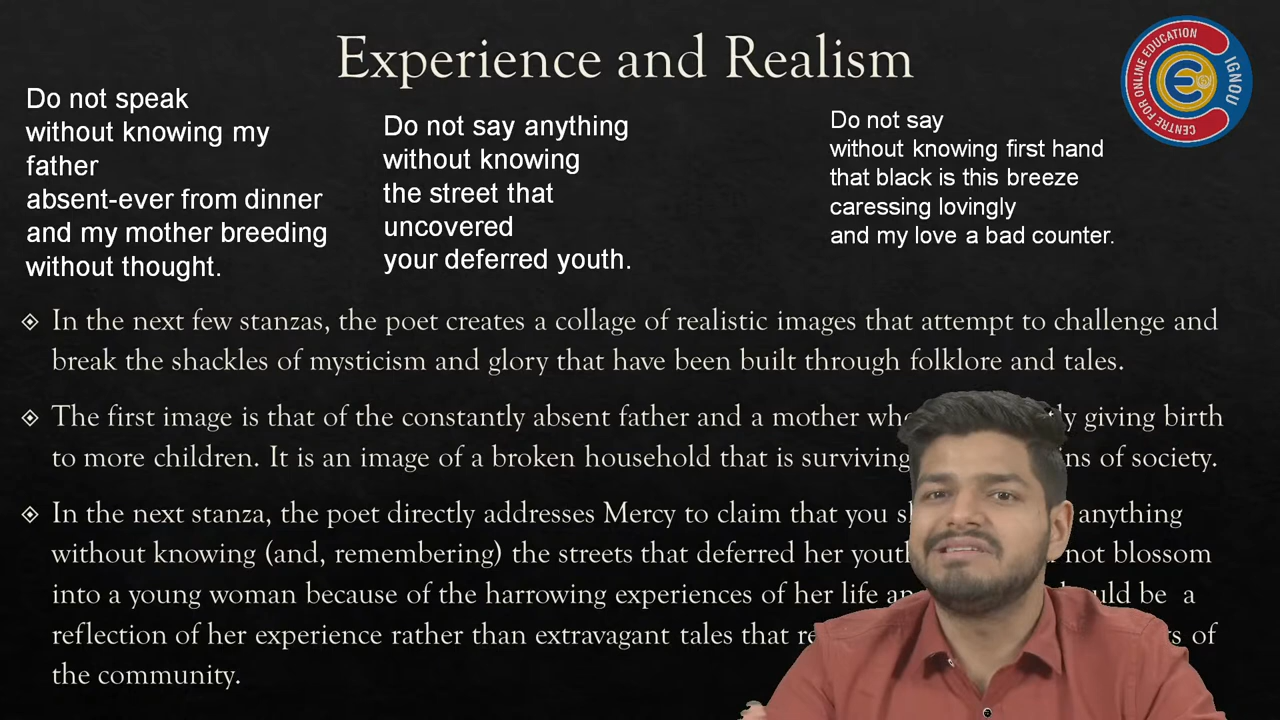 Experience and Realism
CENTRE FOR ONLINE EDUCATION
IGNOU
Do not speak
without knowing my
father
absent-ever from dinner
and my mother breeding
without thought.
Do not say anything
without knowing
the street that
uncovered
your deferred youth.
Do not say
without knowing first hand
that black is this breeze
caressing lovingly
and my love a bad counter.
In the next few stanzas, the poet creates a collage of realistic images that attempt to challenge and
break the shackles of mysticism and glory that have been built through folklore and tales.
The first image is that of the constantly absent father and a mother giving birth
to more children. It is an image of a broken household that is surviving of society.
In the next stanza, the poet directly addresses Mercy to claim that you anything
without knowing (and, remembering) the streets that deferred her not blossom
into a young woman because of the harrowing experiences of her life be a
reflection of her experience rather than extravagant tales that of
the community.